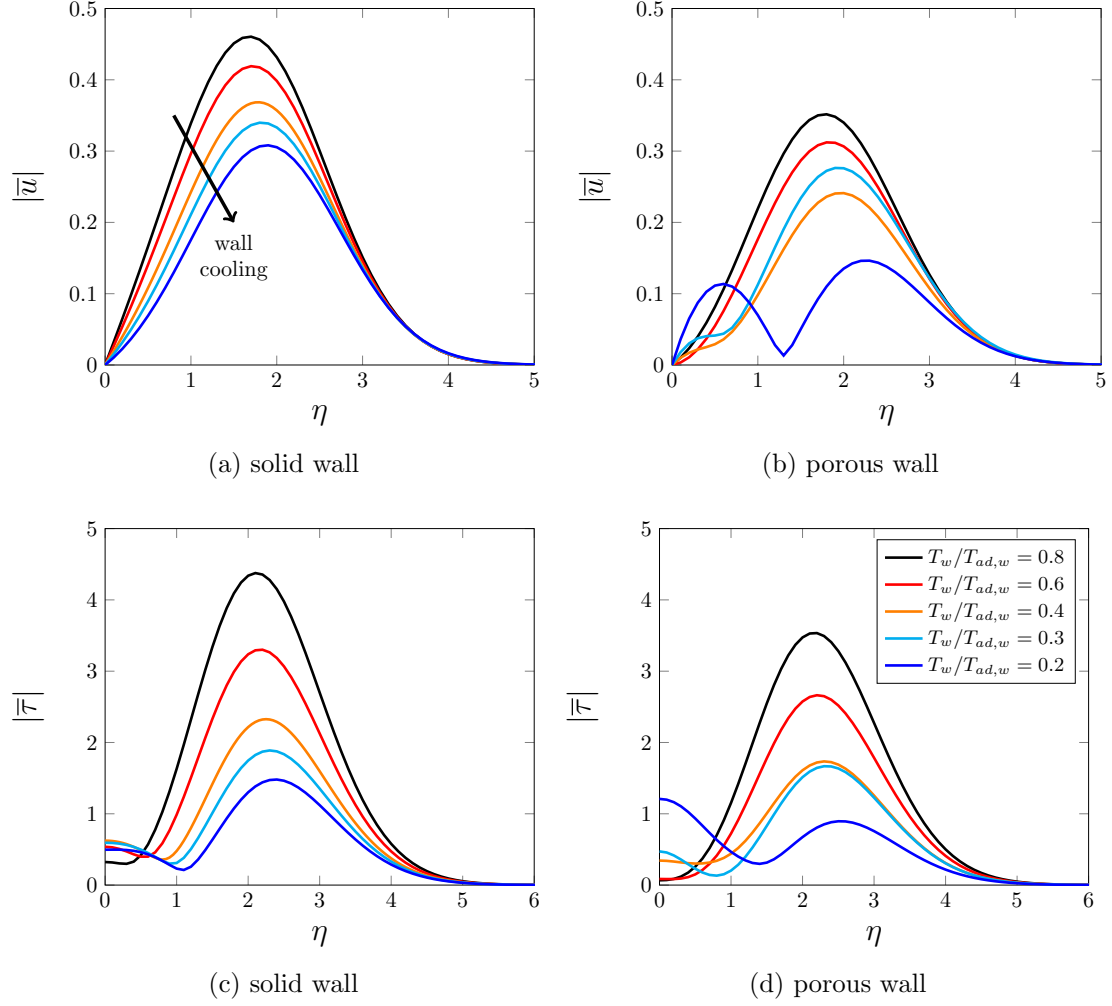 0.5
0.4
0.3
0.2
0.1
0
|u̅|
wall
cooling
0 1 2 3 4 5
η
(a) solid wall
0.5
0.4
0.3
0.2
0.1
0
|u̅|
0 1 2 3 4 5
η
(b) porous wall
5
4
3
2
1
0
|τ̅|
0 1 2 3 4 5 6
η
(c) solid wall
5
4
3
2
1
0
|τ̅|
T_w/T_{ad,w} = 0.8
T_w/T_{ad,w} = 0.6
T_w/T_{ad,w} = 0.4
T_w/T_{ad,w} = 0.3
T_w/T_{ad,w} = 0.2
0 1 2 3 4 5 6
η
(d) porous wall